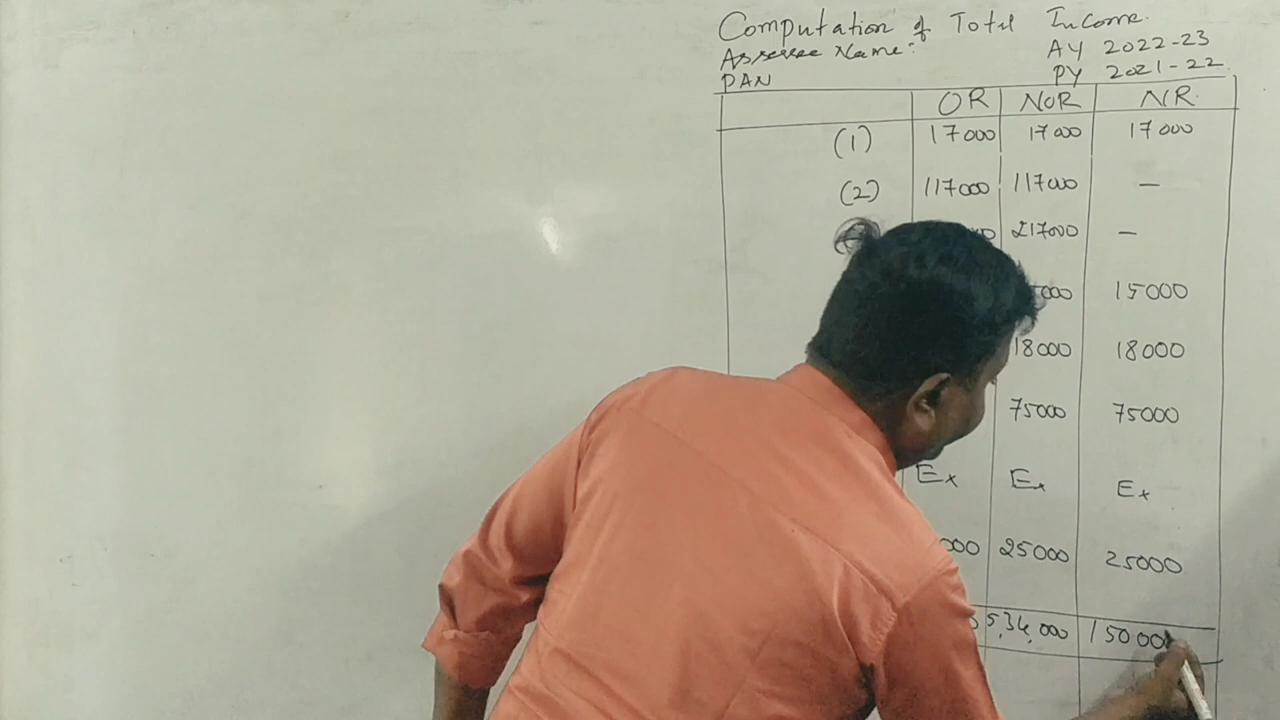 Computation of Total Income.
Assessee Name: AY 2022-23
PAN PY 2021-22
OR NOR NR
(1) 17000 17000 17000
(2) 117000 117000 —
217000 —
000 15000
18000 18000
75000 75000
Ex Ex Ex
000 25000 25000
5,34,000 15000